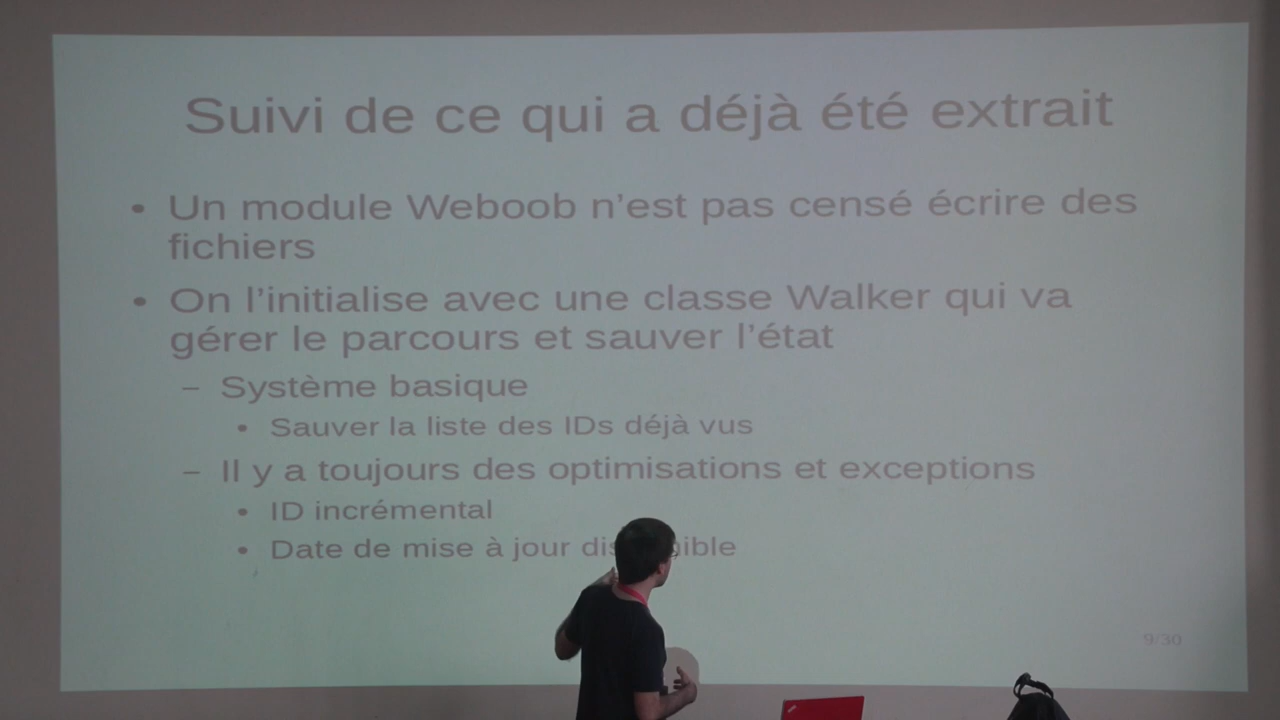 Suivi de ce qui a déjà été extrait
• Un module Weboob n'est pas censé écrire des
fichiers
• On l'initialise avec une classe Walker qui va
gérer le parcours et sauver l'état
– Système basique
• Sauver la liste des IDs déjà vus
– Il y a toujours des optimisations et exceptions
• ID incrémental
• Date de mise à jour
9/30